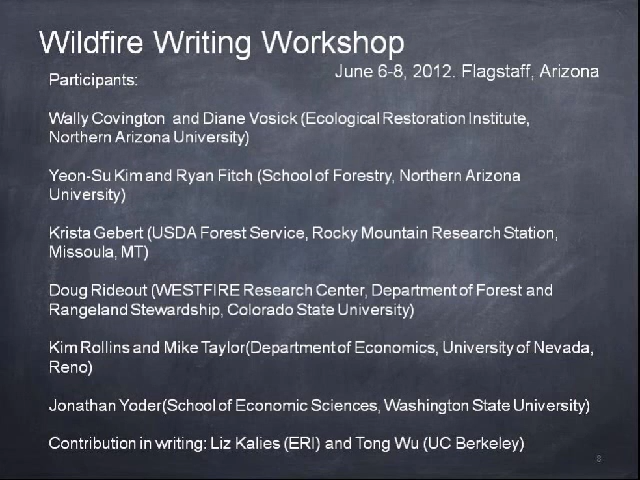 Wildfire Writing Workshop
June 6-8, 2012. Flagstaff, Arizona
Participants:
Wally Covington and Diane Vosick (Ecological Restoration Institute,
Northern Arizona University)
Yeon-Su Kim and Ryan Fitch (School of Forestry, Northern Arizona
University)
Krista Gebert (USDA Forest Service, Rocky Mountain Research Station,
Missoula, MT)
Doug Rideout (WESTFIRE Research Center, Department of Forest and
Rangeland Stewardship, Colorado State University)
Kim Rollins and Mike Taylor(Department of Economics, University of Nevada,
Reno)
Jonathan Yoder(School of Economic Sciences, Washington State University)
Contribution in writing: Liz Kalies (ERI) and Tong Wu (UC Berkeley)